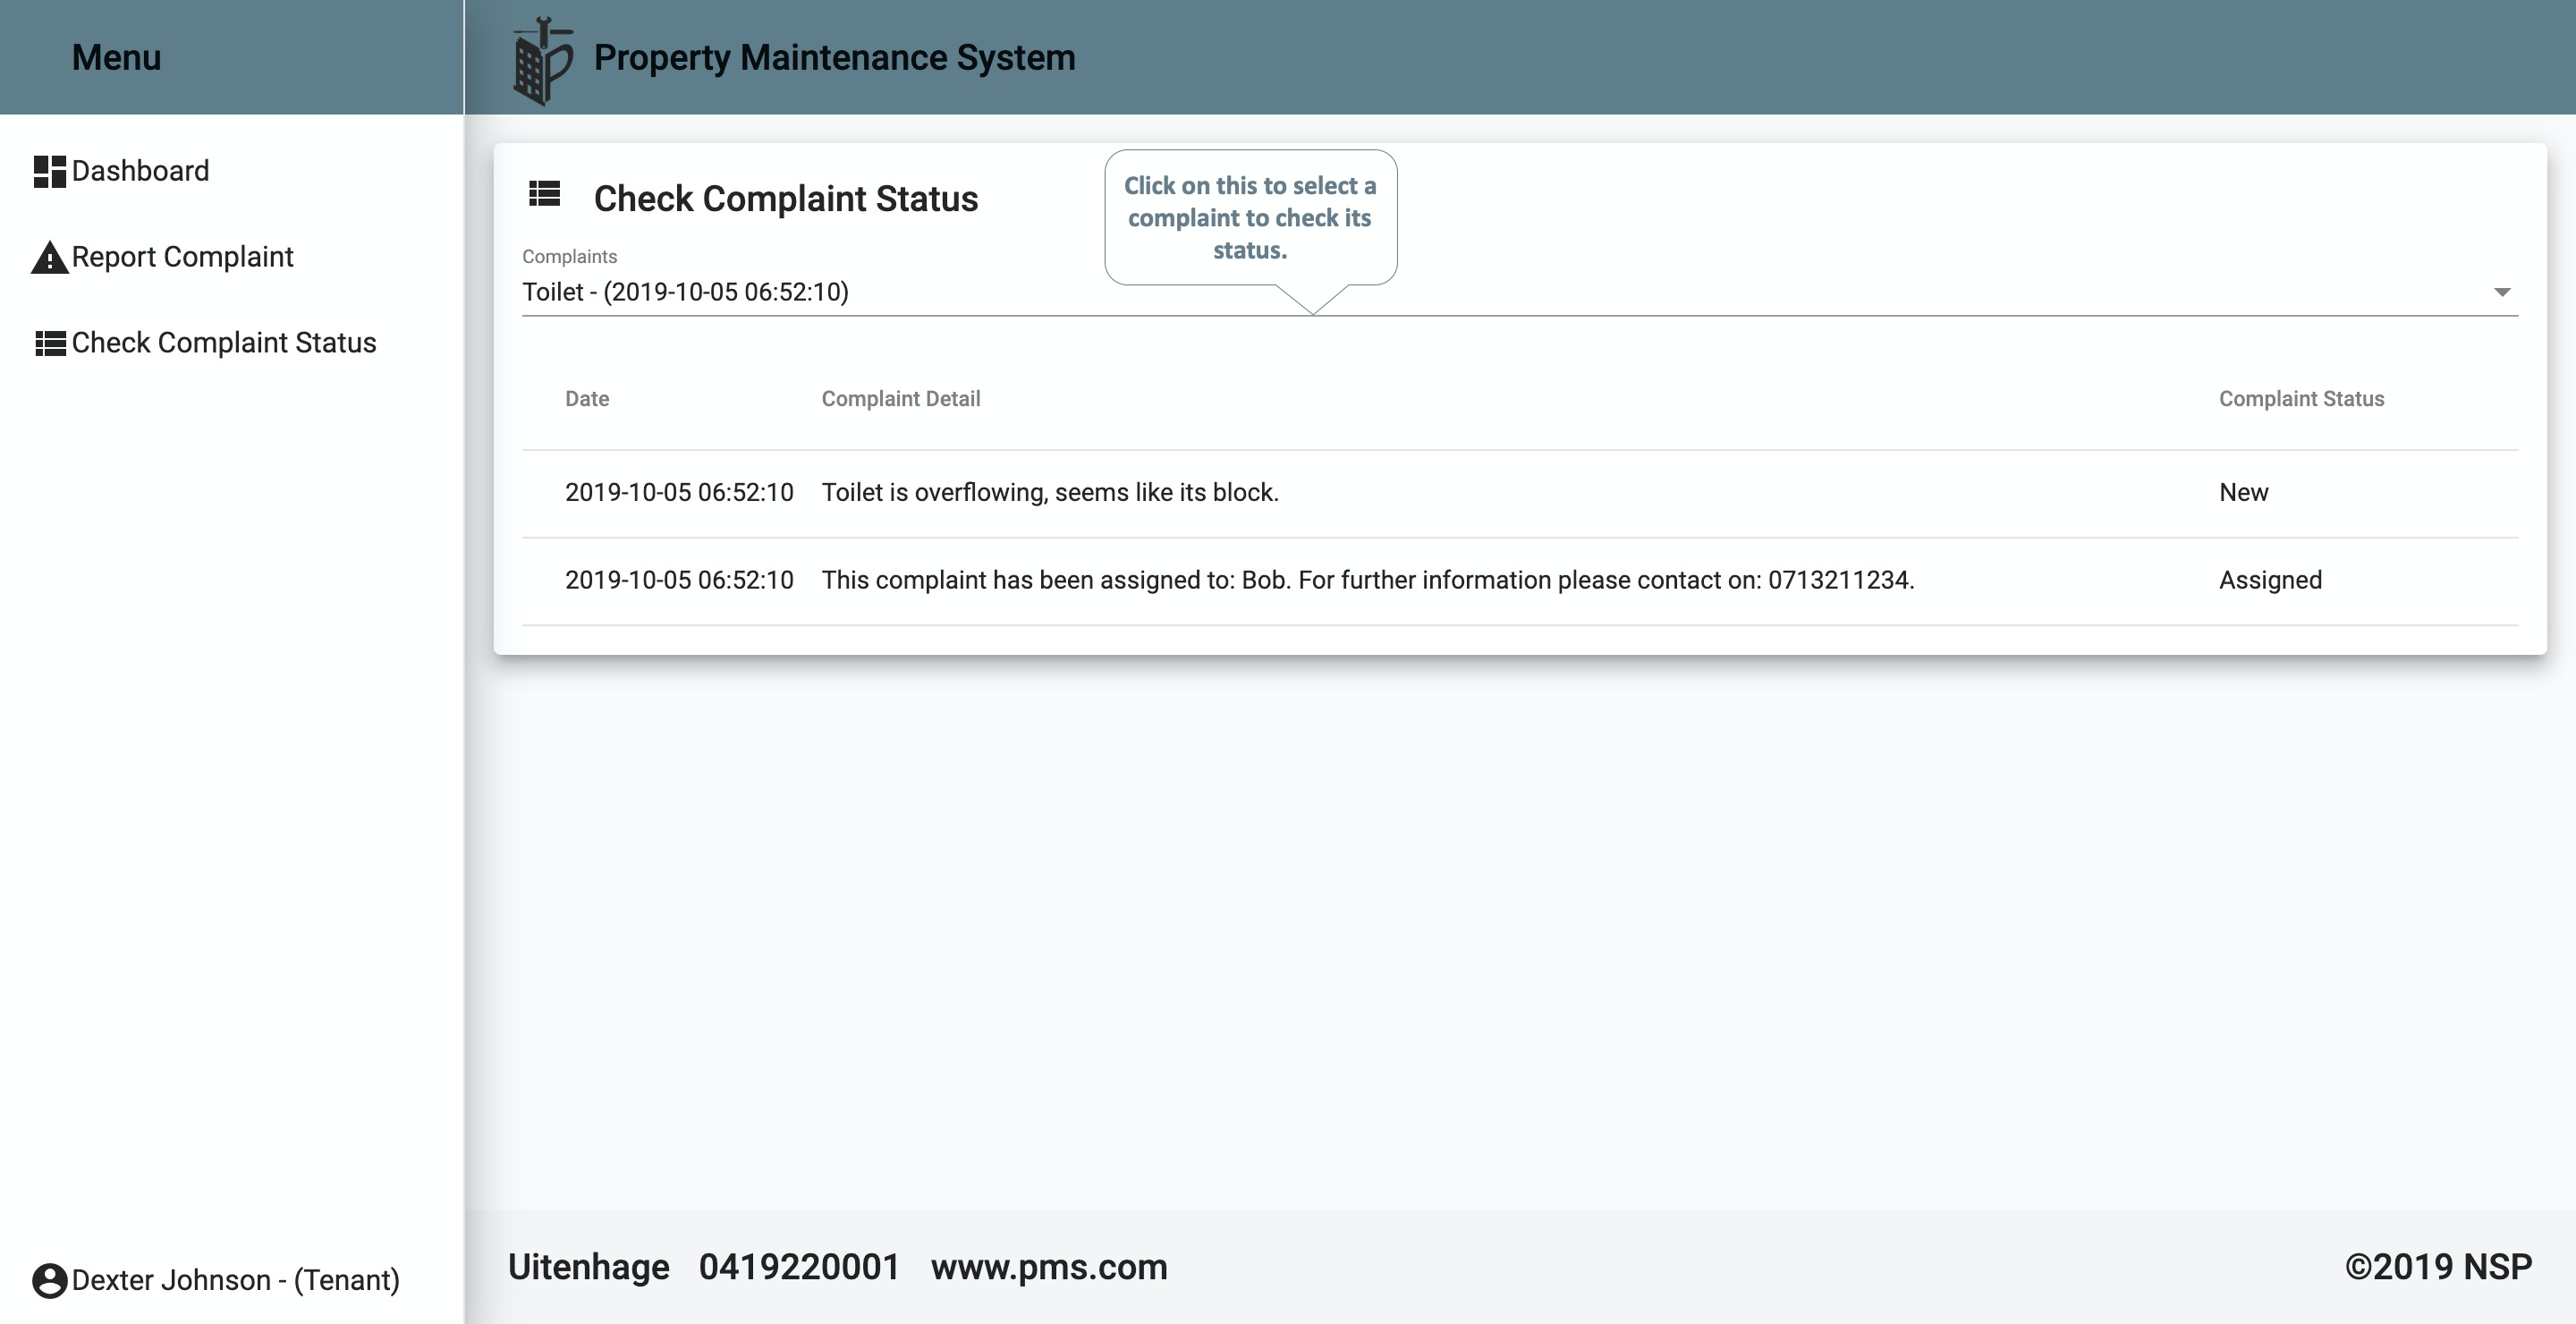 Menu
Property Maintenance System
Dashboard
Report Complaint
Check Complaint Status
Check Complaint Status
Click on this to select a
complaint to check its
status.
Complaints
Toilet - (2019-10-05 06:52:10)
Date Complaint Detail Complaint Status
2019-10-05 06:52:10 Toilet is overflowing, seems like its block. New
2019-10-05 06:52:10 This complaint has been assigned to: Bob. For further information please contact on: 0713211234. Assigned
Dexter Johnson - (Tenant)
Uitenhage 0419220001 www.pms.com ©2019 NSP